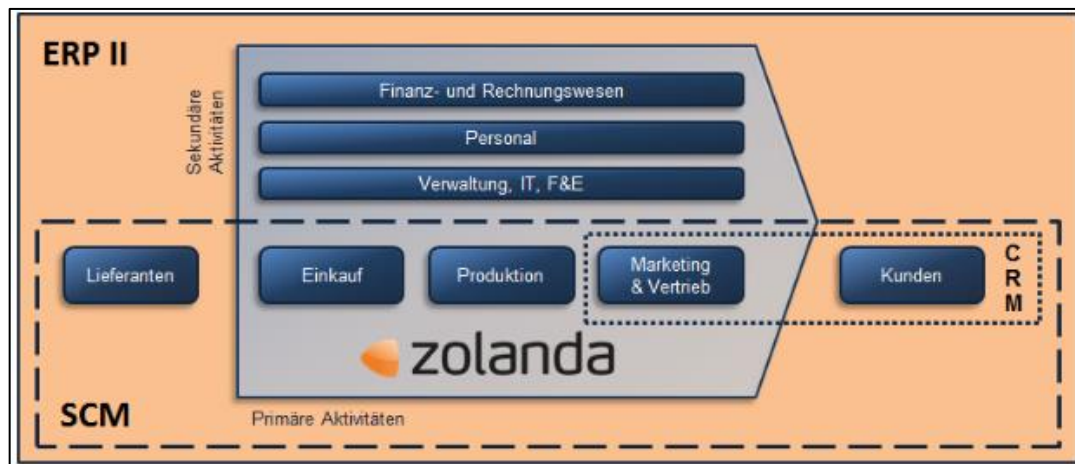 ERP II
Sekundäre
Aktivitäten
Finanz- und Rechnungswesen
Personal
Verwaltung, IT, F&E
Lieferanten
Einkauf
Produktion
Marketing
& Vertrieb
Kunden
C
R
M
zolanda
SCM
Primäre Aktivitäten